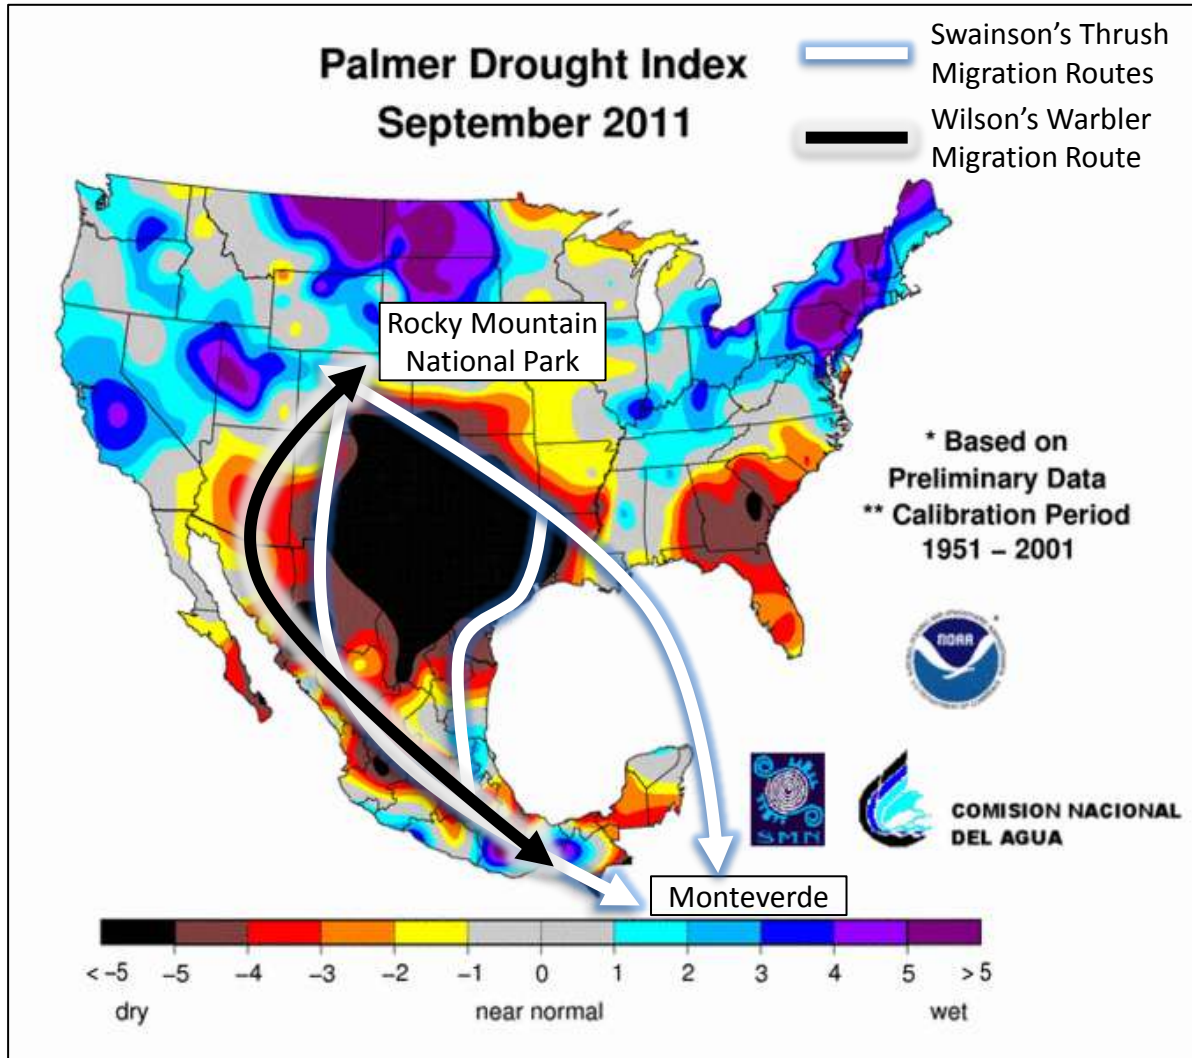 Palmer Drought Index
September 2011
Swainson’s Thrush
Migration Routes
Wilson’s Warbler
Migration Route
Rocky Mountain
National Park
* Based on
Preliminary Data
** Calibration Period
1951 – 2001
NOAA
SMN
COMISION NACIONAL
DEL AGUA
Monteverde
< −5 −5 −4 −3 −2 −1 0 1 2 3 4 5 > 5
dry near normal wet